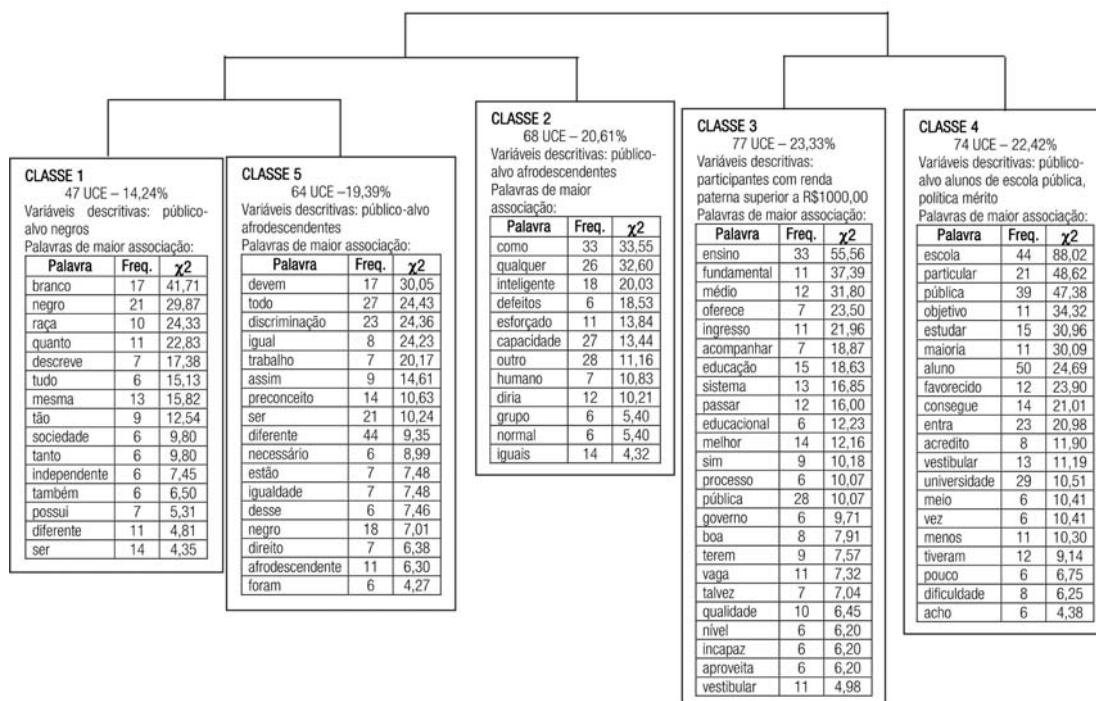 CLASSE 1
47 UCE – 14,24%
Variáveis descritivas: público-
alvo negros
Palavras de maior associação:
Palavra Freq. χ2
branco 17 41,71
negro 21 29,87
raça 10 24,33
quanto 11 22,83
descreve 7 17,38
tudo 6 15,13
mesma 13 15,82
tão 9 12,54
sociedade 6 9,80
tanto 6 9,80
independente 6 7,45
também 6 6,50
possui 7 5,31
diferente 11 4,81
ser 14 4,35
CLASSE 5
64 UCE –19,39%
Variáveis descritivas: público-alvo
afrodescendentes
Palavras de maior associação:
Palavra Freq. χ2
devem 17 30,05
todo 27 24,43
discriminação 23 24,36
igual 8 24,23
trabalho 7 20,17
assim 9 14,61
preconceito 14 10,63
ser 21 10,24
diferente 44 9,35
necessário 6 8,99
estão 7 7,48
igualdade 7 7,48
desse 6 7,46
negro 18 7,01
direito 7 6,38
afrodescendente 11 6,30
foram 6 4,27
CLASSE 2
68 UCE – 20,61%
Variáveis descritivas: público-
alvo afrodescendentes
Palavras de maior
associação:
Palavra Freq. χ2
como 33 33,55
qualquer 26 32,60
inteligente 18 20,03
defeitos 6 18,53
esforçado 11 13,84
capacidade 27 13,44
outro 28 11,16
humano 7 10,83
diria 12 10,21
grupo 6 5,40
normal 6 5,40
iguais 14 4,32
CLASSE 3
77 UCE – 23,33%
Variáveis descritivas:
participantes com renda
paterna superior a R$1000,00
Palavras de maior associação:
Palavra Freq. χ2
ensino 33 55,56
fundamental 11 37,39
médio 12 31,80
oferece 7 23,50
ingresso 11 21,96
acompanhar 7 18,87
educação 15 18,63
sistema 13 16,85
passar 12 16,00
educacional 6 12,23
melhor 14 12,16
sim 9 10,18
processo 6 10,07
pública 28 10,07
governo 6 9,71
boa 8 7,91
terem 9 7,57
vaga 11 7,32
talvez 7 7,04
qualidade 10 6,45
nível 6 6,20
incapaz 6 6,20
aproveita 6 6,20
vestibular 11 4,98
CLASSE 4
74 UCE – 22,42%
Variáveis descritivas: público-
alvo alunos de escola pública,
política mérito
Palavras de maior associação:
Palavra Freq. χ2
escola 44 88,02
particular 21 48,62
pública 39 47,38
objetivo 11 34,32
estudar 15 30,96
maioria 11 30,09
aluno 50 24,69
favorecido 12 23,90
consegue 14 21,01
entra 23 20,98
acredito 8 11,90
vestibular 13 11,19
universidade 29 10,51
meio 6 10,41
vez 6 10,41
menos 11 10,30
tiveram 12 9,14
pouco 6 6,75
dificuldade 8 6,25
acho 6 4,38